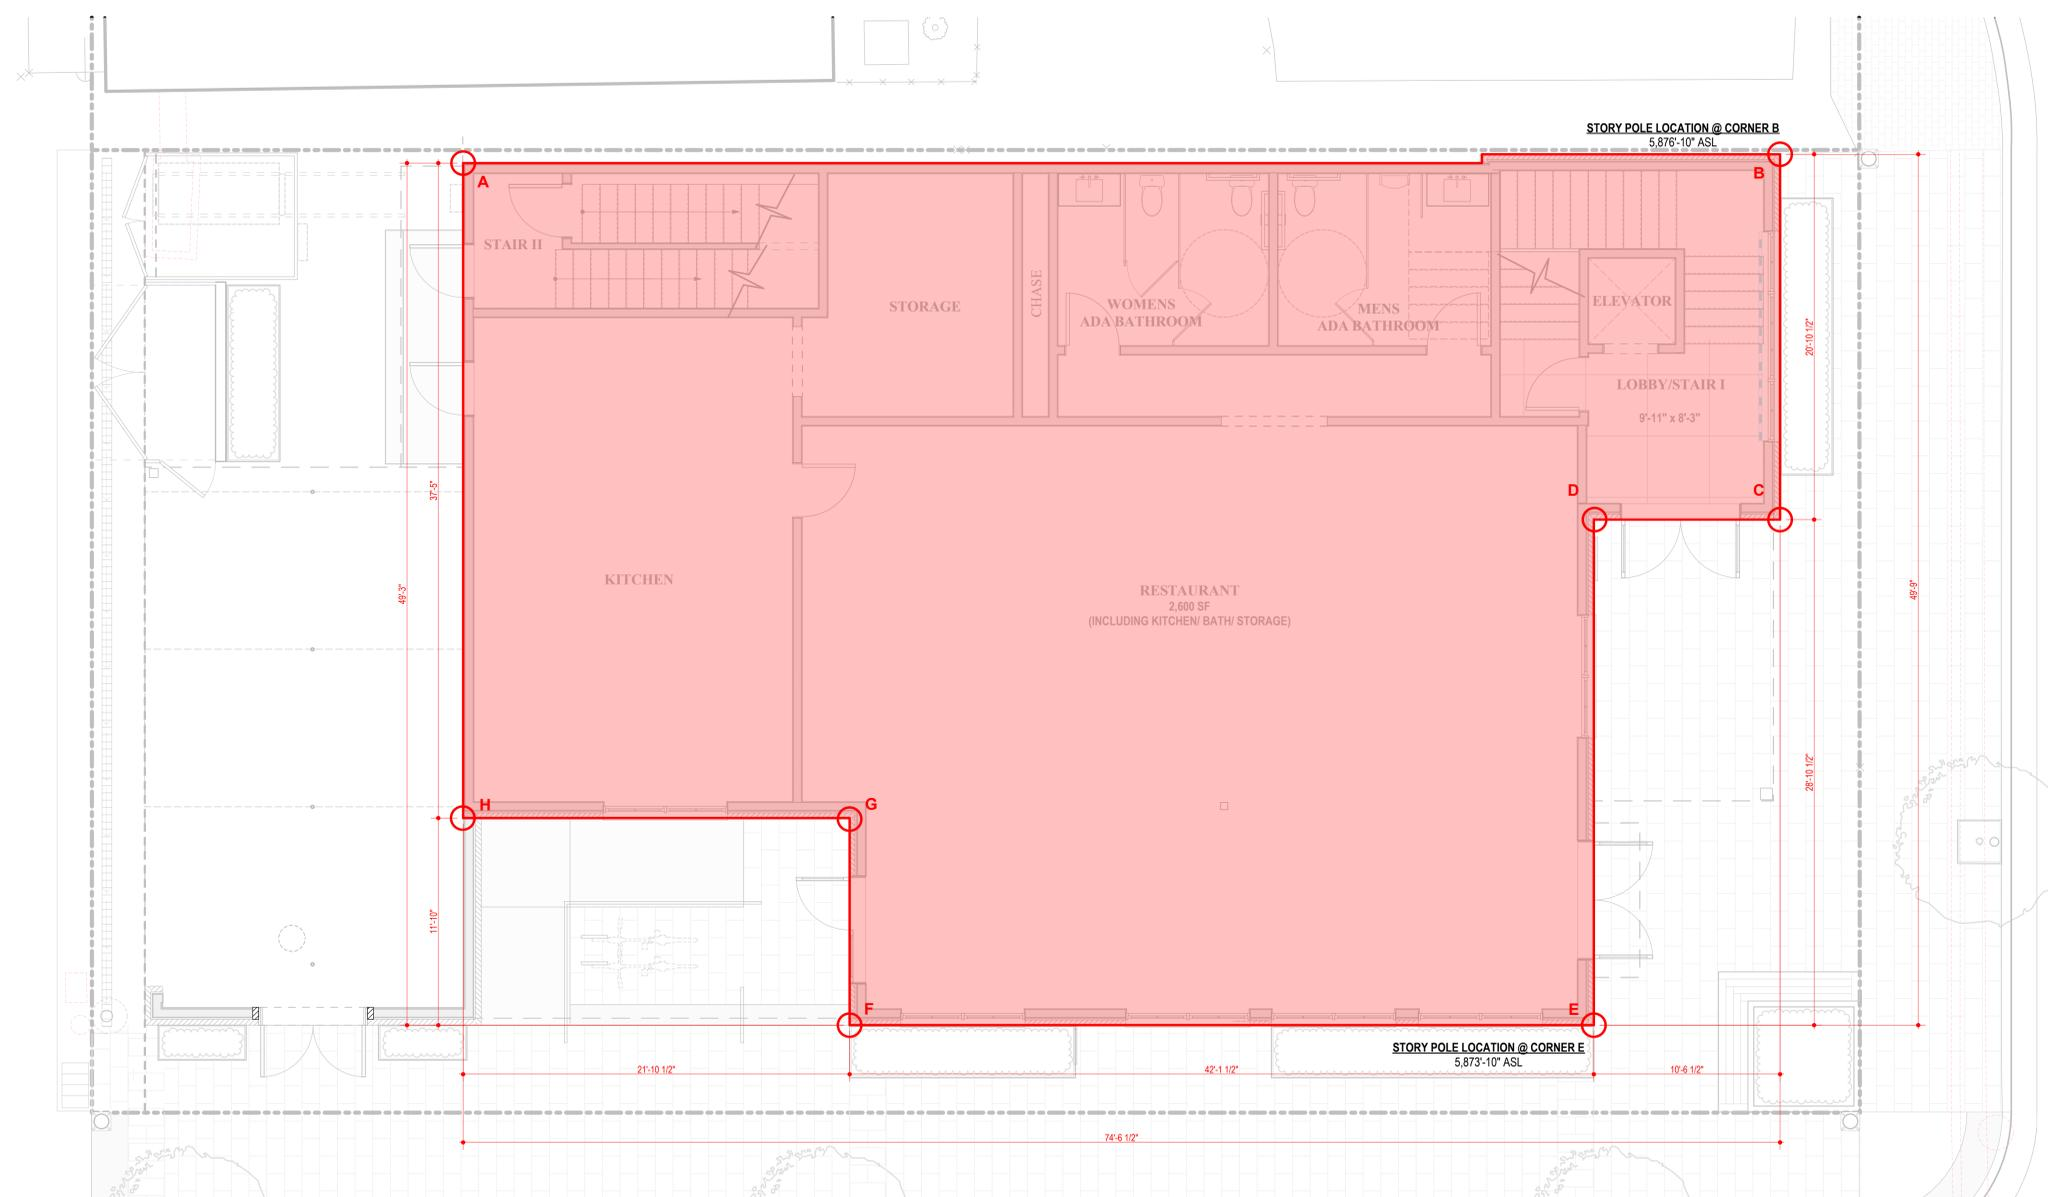 STORY POLE LOCATION @ CORNER B
5,876'-10" ASL
A
B
STAIR II
STORAGE
CHASE
WOMENS
ADA BATHROOM
MENS
ADA BATHROOM
ELEVATOR
LOBBY/STAIR I
9'-11" x 8'-3"
20'-10 1/2"
37'-5"
D
C
49'-3"
49'-9"
KITCHEN
RESTAURANT
2,600 SF
(INCLUDING KITCHEN/ BATH/ STORAGE)
28'-10 1/2"
H
G
11'-10"
F
E
STORY POLE LOCATION @ CORNER E
5,873'-10" ASL
21'-10 1/2"
42'-1 1/2"
10'-6 1/2"
74'-6 1/2"